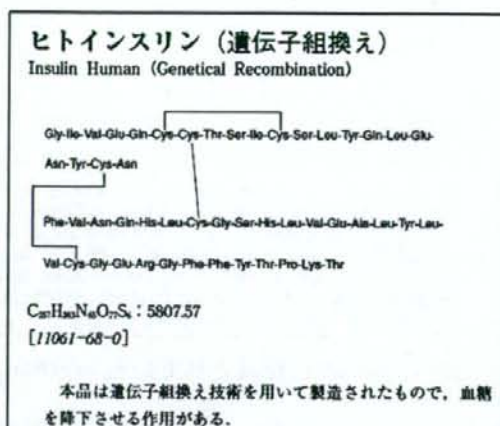 ヒトインスリン（遺伝子組換え）
Insulin Human (Genetical Recombination)
Gly-Ile-Val-Glu-Gln-Cys-Cys-Thr-Ser-Ile-Cys-Ser-Leu-Tyr-Gln-Leu-Glu-
Asn-Tyr-Cys-Asn
Phe-Val-Asn-Gln-His-Leu-Cys-Gly-Ser-His-Leu-Val-Glu-Ala-Leu-Tyr-Leu-
Val-Cys-Gly-Glu-Arg-Gly-Phe-Phe-Tyr-Thr-Pro-Lys-Thr
C₂₅₇H₃₈₃N₆₅O₇₇S₆：5807.57
[11061-68-0]
本品は遺伝子組換え技術を用いて製造されたもので，血糖
を降下させる作用がある．